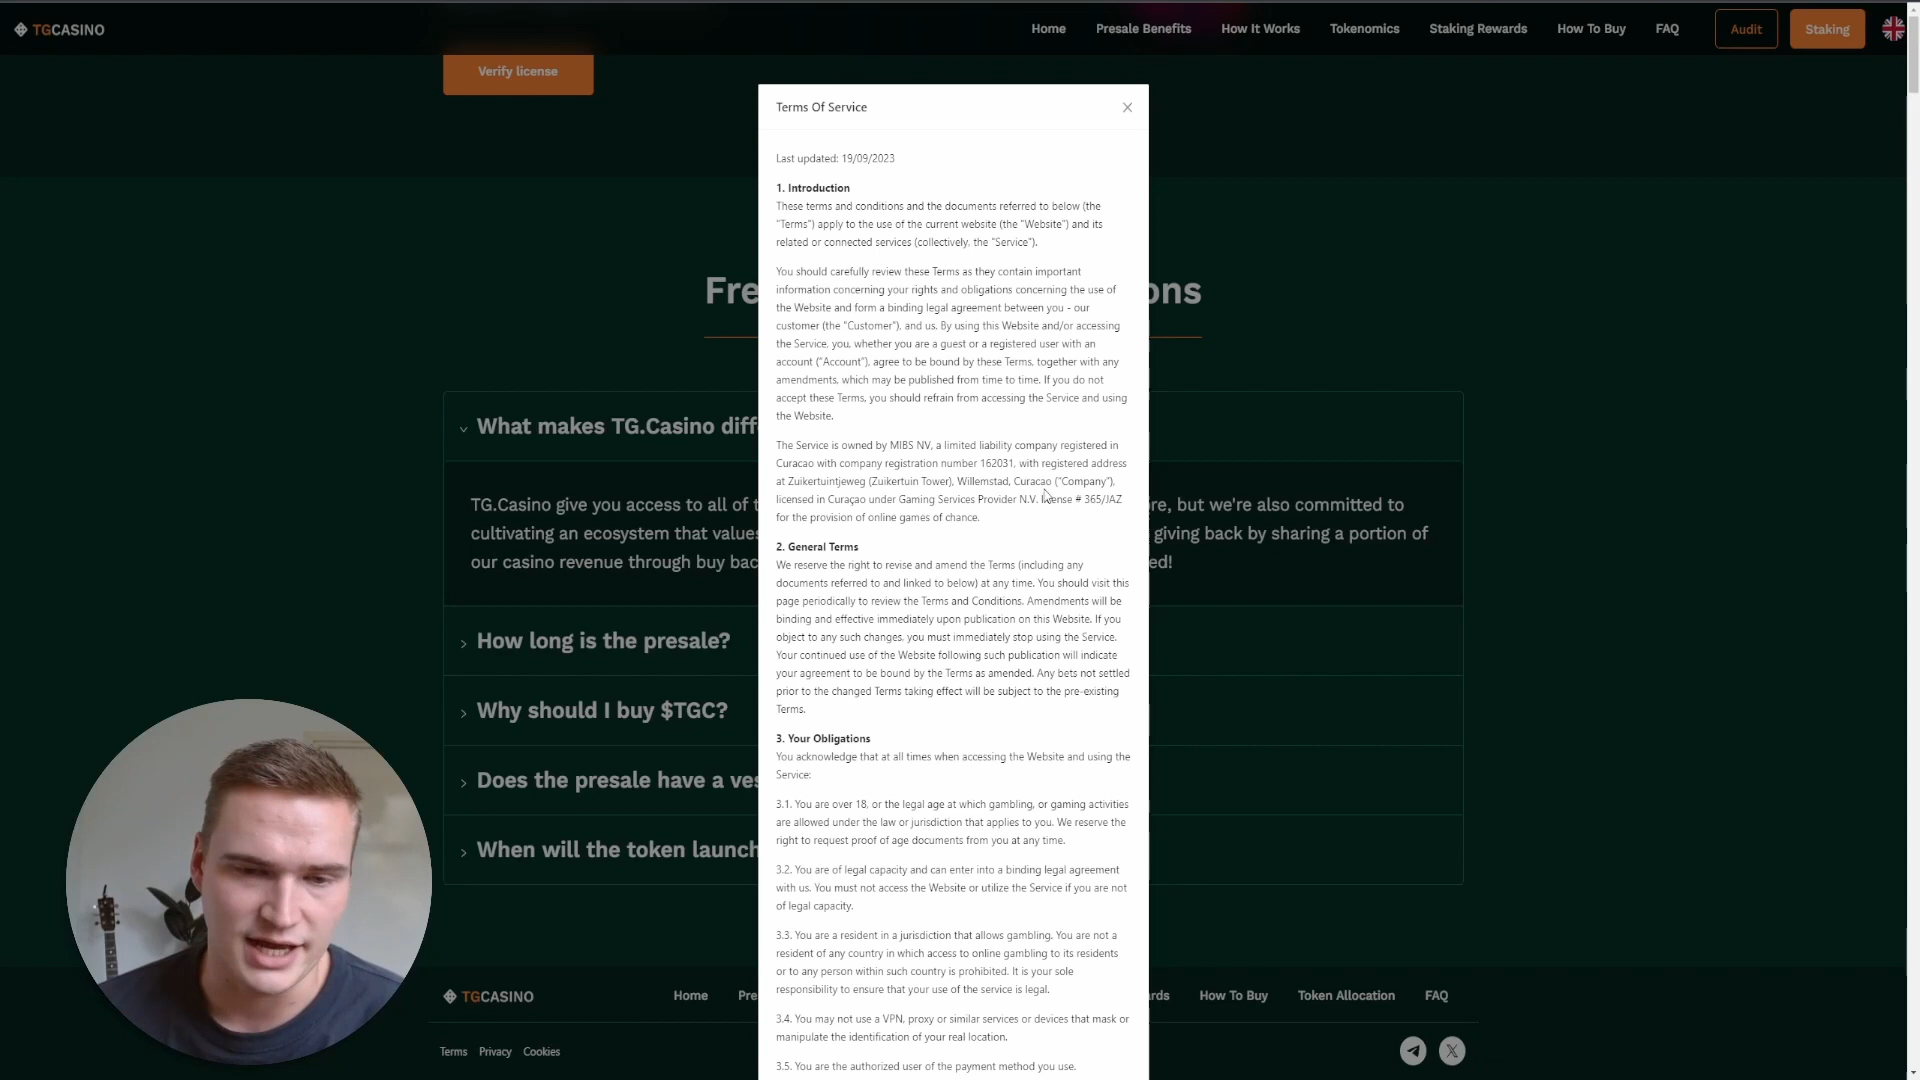 TGCASINO
Home
Presale Benefits
How It Works
Tokenomics
Staking Rewards
How To Buy
FAQ
Audit
Staking
Verify license
Terms Of Service
Last updated: 19/09/2023
1. Introduction
These terms and conditions and the documents referred to below (the
"Terms") apply to the use of the current website (the "Website") and its
related or connected services (collectively, the "Service").
You should carefully review these Terms as they contain important
information concerning your rights and obligations concerning the use of
the Website and form a binding legal agreement between you - our
customer (the "Customer"), and us. By using this Website and/or accessing
the Service, you, whether you are a guest or a registered user with an
account ("Account"), agree to be bound by these Terms, together with any
amendments, which may be published from time to time. If you do not
accept these Terms, you should refrain from accessing the Service and using
the Website.
The Service is owned by MIBS NV, a limited liability company registered in
Curacao with company registration number 162031, with registered address
at Zuikertuintjeweg (Zuikertuin Tower), Willemstad, Curacao ("Company"),
licensed in Curaçao under Gaming Services Provider N.V. license # 365/JAZ
for the provision of online games of chance.
2. General Terms
We reserve the right to revise and amend the Terms (including any
documents referred to and linked to below) at any time. You should visit this
page periodically to review the Terms and Conditions. Amendments will be
binding and effective immediately upon publication on this Website. If you
object to any such changes, you must immediately stop using the Service.
Your continued use of the Website following such publication will indicate
your agreement to be bound by the Terms as amended. Any bets not settled
prior to the changed Terms taking effect will be subject to the pre-existing
Terms.
3. Your Obligations
You acknowledge that at all times when accessing the Website and using the
Service:
3.1. You are over 18, or the legal age at which gambling, or gaming activities
are allowed under the law or jurisdiction that applies to you. We reserve the
right to request proof of age documents from you at any time.
3.2. You are of legal capacity and can enter into a binding legal agreement
with us. You must not access the Website or utilize the Service if you are not
of legal capacity.
3.3. You are a resident in a jurisdiction that allows gambling. You are not a
resident of any country in which access to online gambling to its residents
or to any person within such country is prohibited. It is your sole
responsibility to ensure that your use of the service is legal.
3.4. You may not use a VPN, proxy or similar services or devices that mask or
manipulate the identification of your real location.
3.5. You are the authorized user of the payment method you use.
Fre
ons
What makes TG.Casino diff
TG.Casino give you access to all of t
re, but we're also committed to
cultivating an ecosystem that value
giving back by sharing a portion of
our casino revenue through buy bac
ed!
How long is the presale?
Why should I buy $TGC?
Does the presale have a ves
When will the token launch
TGCASINO
Home
Pre
rds
How To Buy
Token Allocation
FAQ
Terms
Privacy
Cookies